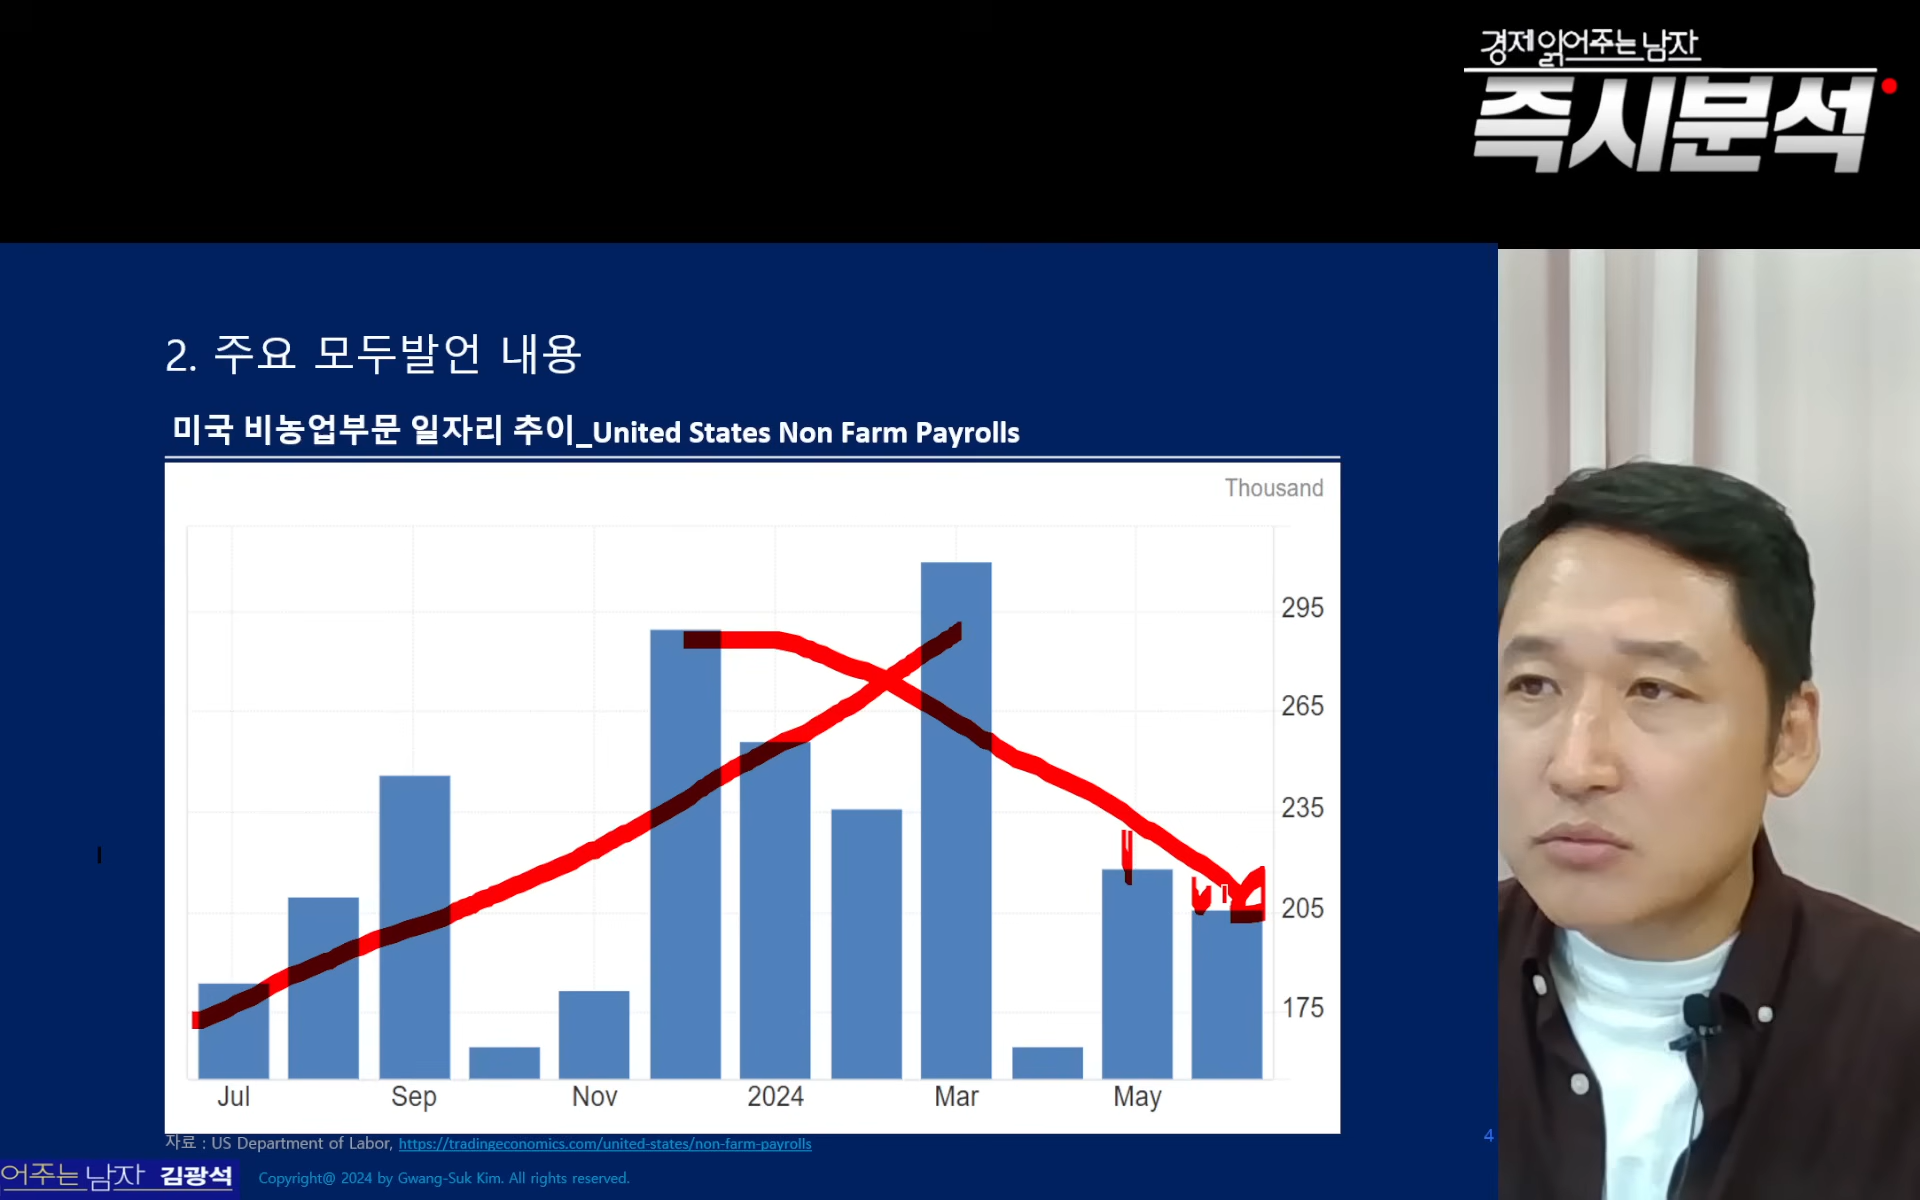 경제 읽어주는 남자
즉시분석
2. 주요 모두발언 내용
미국 비농업부문 일자리 추이_United States Non Farm Payrolls
Thousand
295
265
235
205
175
Jul Sep Nov 2024 Mar May
자료 : US Department of Labor, https://tradingeconomics.com/united-states/non-farm-payrolls
4
어주는 남자 김광석
Copyright@ 2024 by Gwang-Suk Kim. All rights reserved.